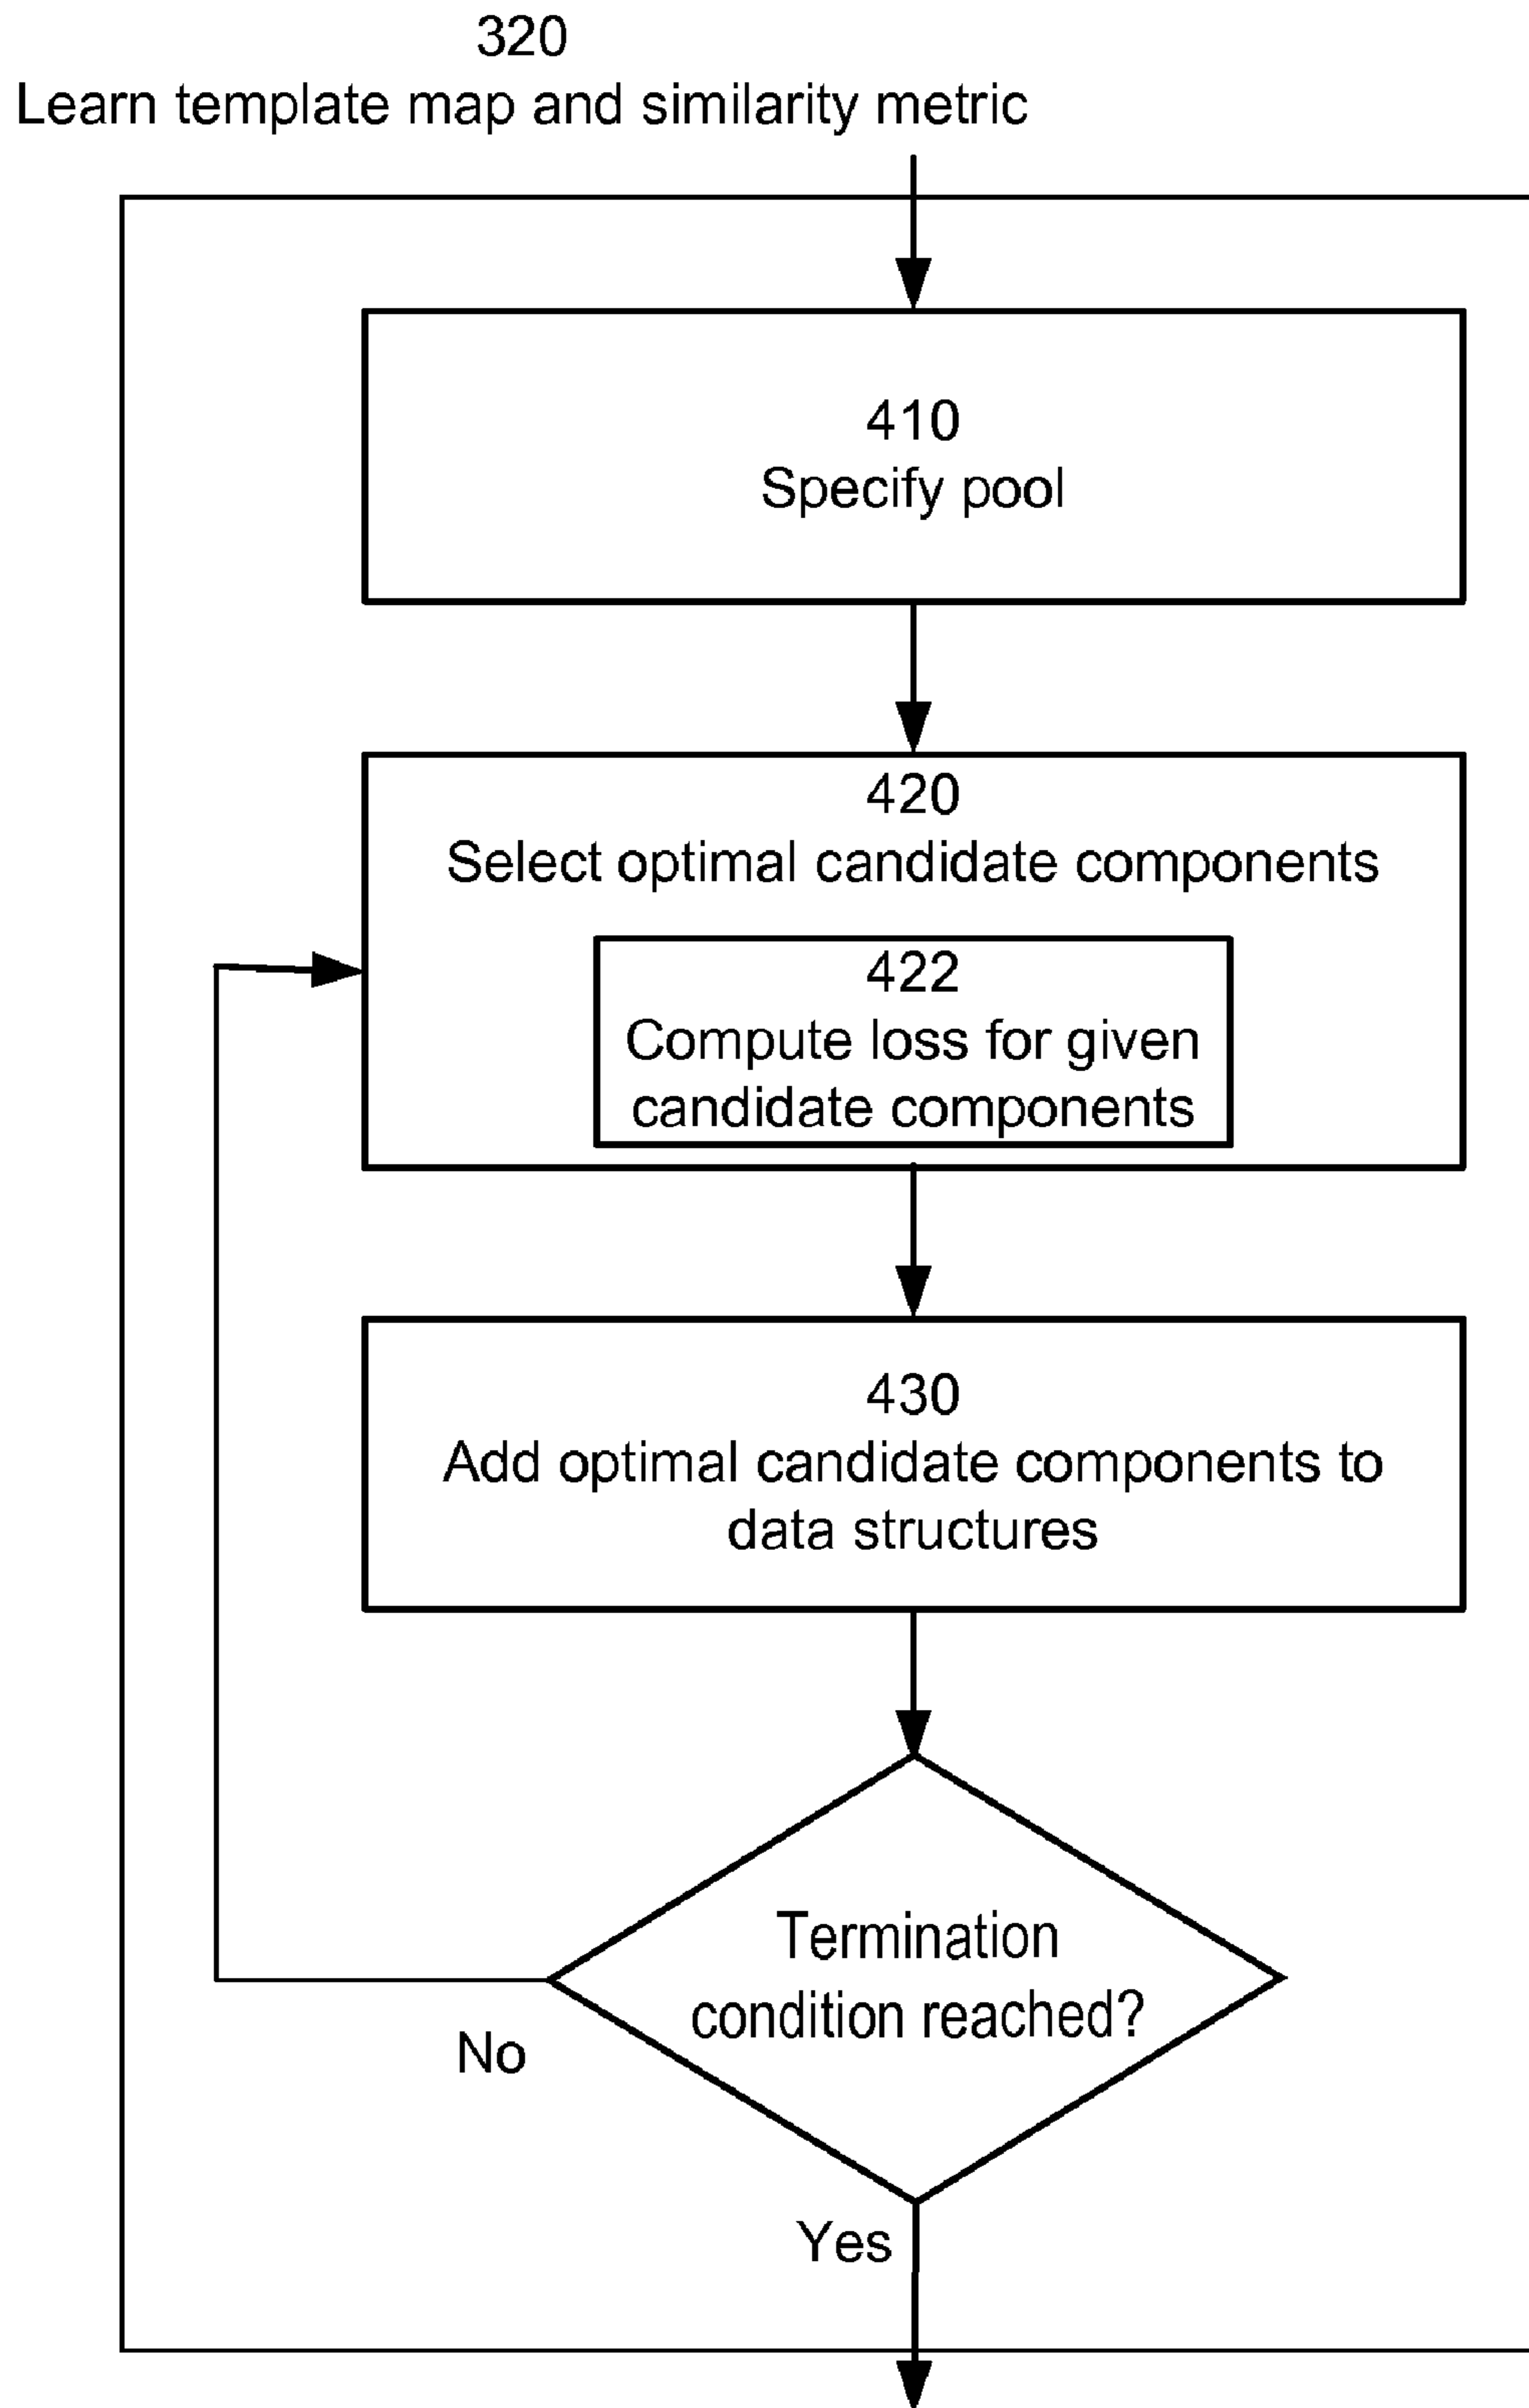 320
Learn template map and similarity metric
410
Specify pool
420
Select optimal candidate components
422
Compute loss for given
candidate components
430
Add optimal candidate components to
data structures
Termination
condition reached?
No
Yes